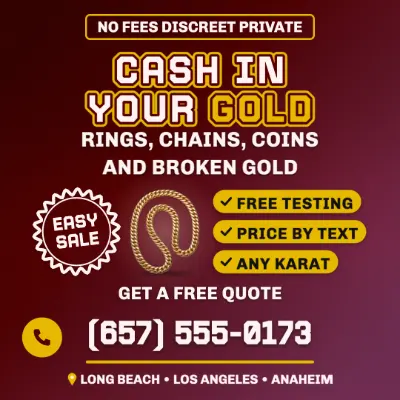 NO FEES DISCREET PRIVATE
CASH IN
YOUR GOLD
RINGS, CHAINS, COINS
AND BROKEN GOLD
EASY
SALE
FREE TESTING
PRICE BY TEXT
ANY KARAT
GET A FREE QUOTE
(657) 555-0173
LONG BEACH • LOS ANGELES • ANAHEIM